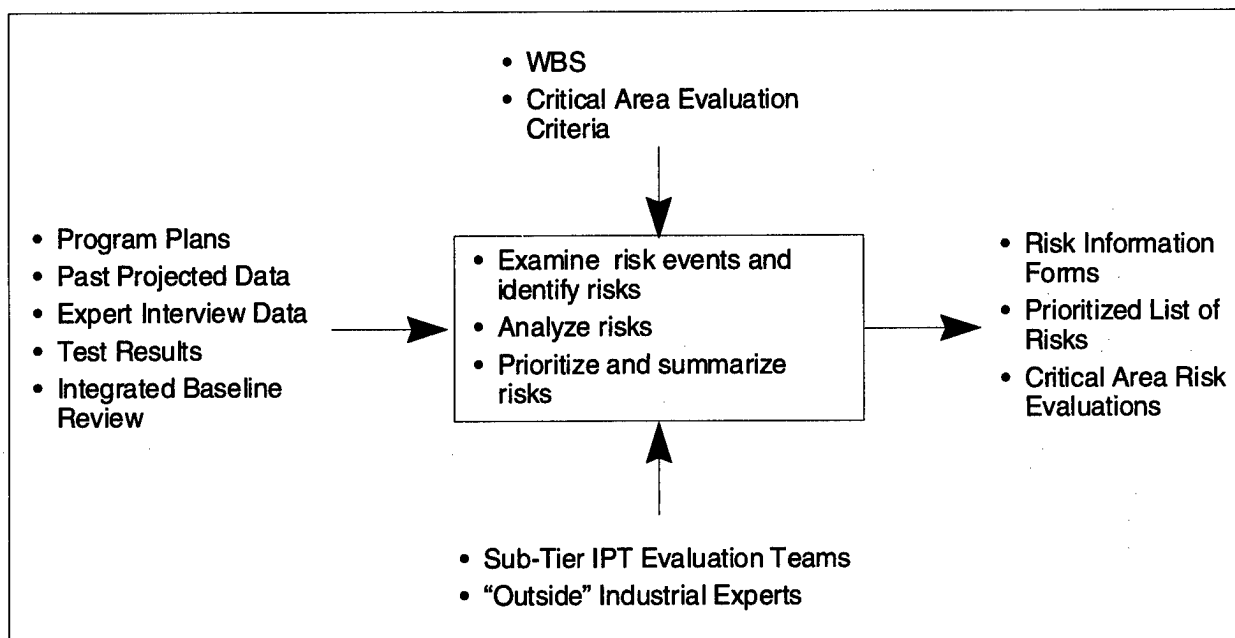 • WBS
• Critical Area Evaluation
Criteria
• Program Plans
• Past Projected Data
• Expert Interview Data
• Test Results
• Integrated Baseline
Review
• Examine risk events and
identify risks
• Analyze risks
• Prioritize and summarize
risks
• Risk Information
Forms
• Prioritized List of
Risks
• Critical Area Risk
Evaluations
• Sub-Tier IPT Evaluation Teams
• “Outside” Industrial Experts